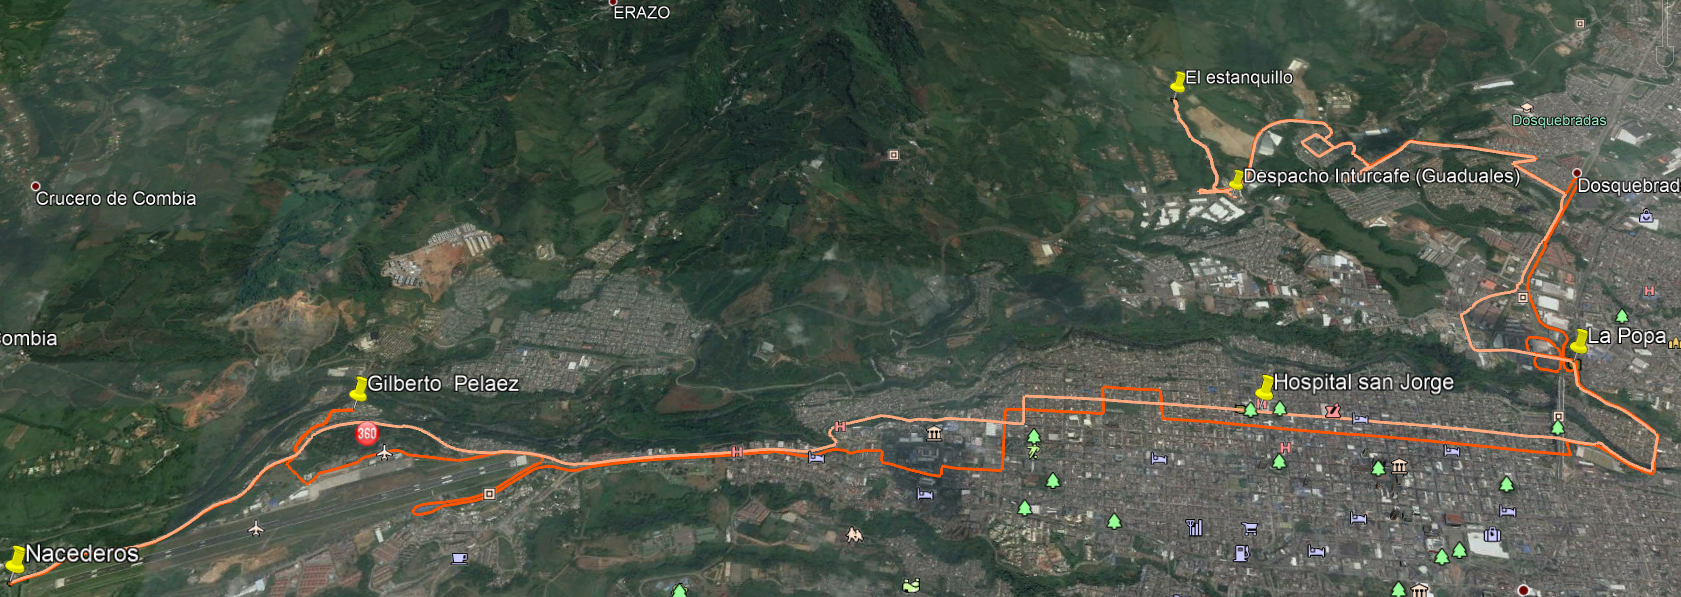 ERAZO
El estanquillo
Dosquebradas
Despacho Inturcafe (Guaduales)
Dosquebrad
Crucero de Combia
Combia
La Popa
Gilberto Pelaez
Hospital san Jorge
360
H
H
H
H
Nacederos